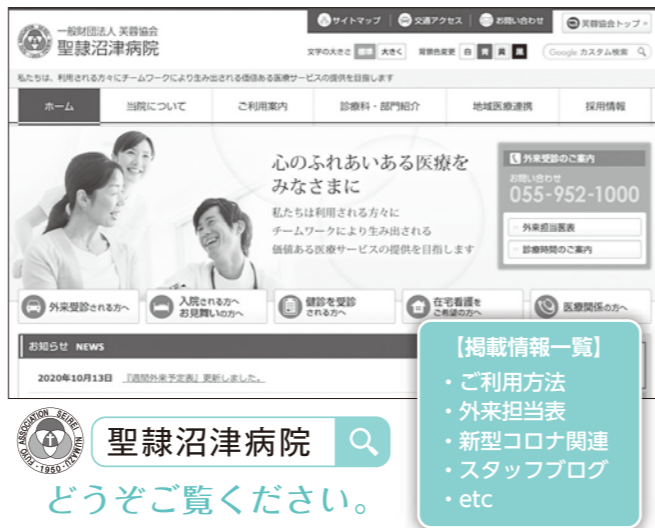 一般財団法人 芙蓉協会
聖隷沼津病院
サイトマップ
交通アクセス
お問い合わせ
芙蓉協会トップ
文字の大きさ 標準 大きく 背景色変更 白 黄 黒
Google カスタム検索
私たちは、利用される方々にチームワークにより生み出される価値ある医療サービスの提供を目指します
ホーム
当院について
ご利用案内
診療科・部門紹介
地域医療連携
採用情報
心のふれあいある医療を
みなさまに
私たちは利用される方々に
チームワークにより生み出される
価値ある医療サービスの提供を目指します
外来受診のご案内
お問い合わせ
055-952-1000
外来担当医表
診療時間のご案内
外来受診される方へ
入院される方へ
お見舞いの方へ
健診を受診
される方へ
在宅看護を
ご希望の方へ
医療関係の方へ
お知らせ NEWS
2020年10月13日 『週間外来予定表』更新しました。
【掲載情報一覧】
・ご利用方法
・外来担当表
・新型コロナ関連
・スタッフブログ
・etc
FUYO ASSOCIATION SEIREI NUMAZU
・1950・
聖隷沼津病院
どうぞご覧ください。